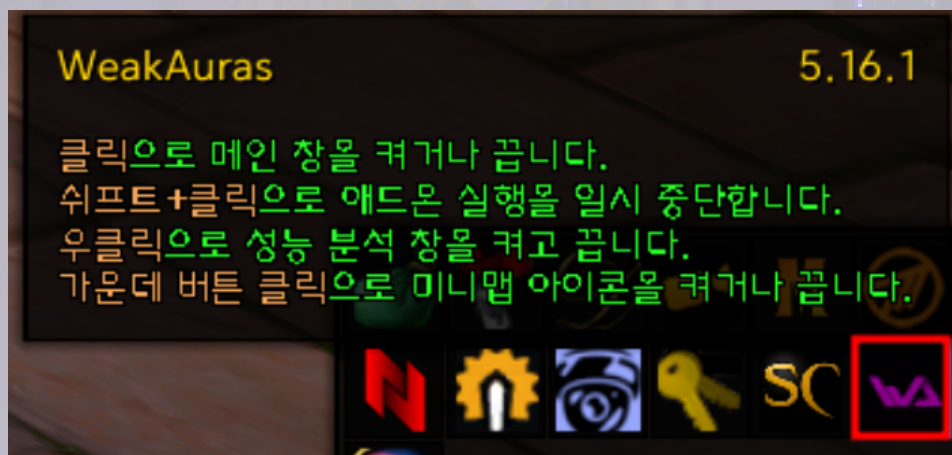 WeakAuras 5.16.1
클릭으로 메인 창을 켜거나 끕니다.
쉬프트+클릭으로 애드온 실행을 일시 중단합니다.
우클릭으로 성능 분석 창을 켜고 끕니다.
가운데 버튼 클릭으로 미니맵 아이콘을 켜거나 끕니다.
SC
WA